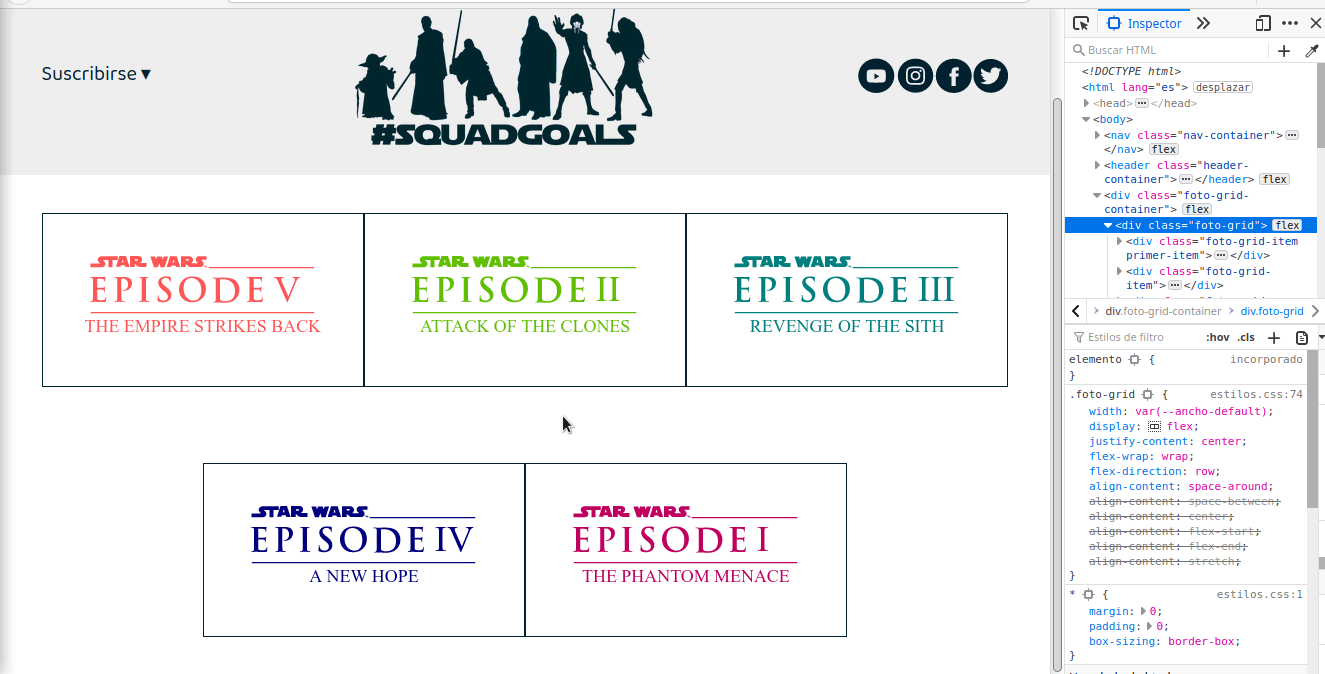 Suscribirse ▾
#SQUADGOALS
STAR WARS
EPISODE V
THE EMPIRE STRIKES BACK
STAR WARS
EPISODE II
ATTACK OF THE CLONES
STAR WARS
EPISODE III
REVENGE OF THE SITH
STAR WARS
EPISODE IV
A NEW HOPE
STAR WARS
EPISODE I
THE PHANTOM MENACE
Inspector
Buscar HTML
<!DOCTYPE html>
<html lang="es"> desplazar
<head> ··· </head>
<body>
<nav class="nav-container"> ···
</nav> flex
<header class="header-
container"> ··· </header> flex
<div class="foto-grid-
container"> flex
<div class="foto-grid"> flex
<div class="foto-grid-item
primer-item"> ··· </div>
<div class="foto-grid-
item"> ··· </div>
div.foto-grid-container > div.foto-grid
Estilos de filtro :hov .cls
elemento { incorporado
}
.foto-grid { estilos.css:74
width: var(--ancho-default);
display: flex;
justify-content: center;
flex-wrap: wrap;
flex-direction: row;
align-content: space-around;
align-content: space-between;
align-content: center;
align-content: flex-start;
align-content: flex-end;
align-content: stretch;
}
* { estilos.css:1
margin: 0;
padding: 0;
box-sizing: border-box;
}